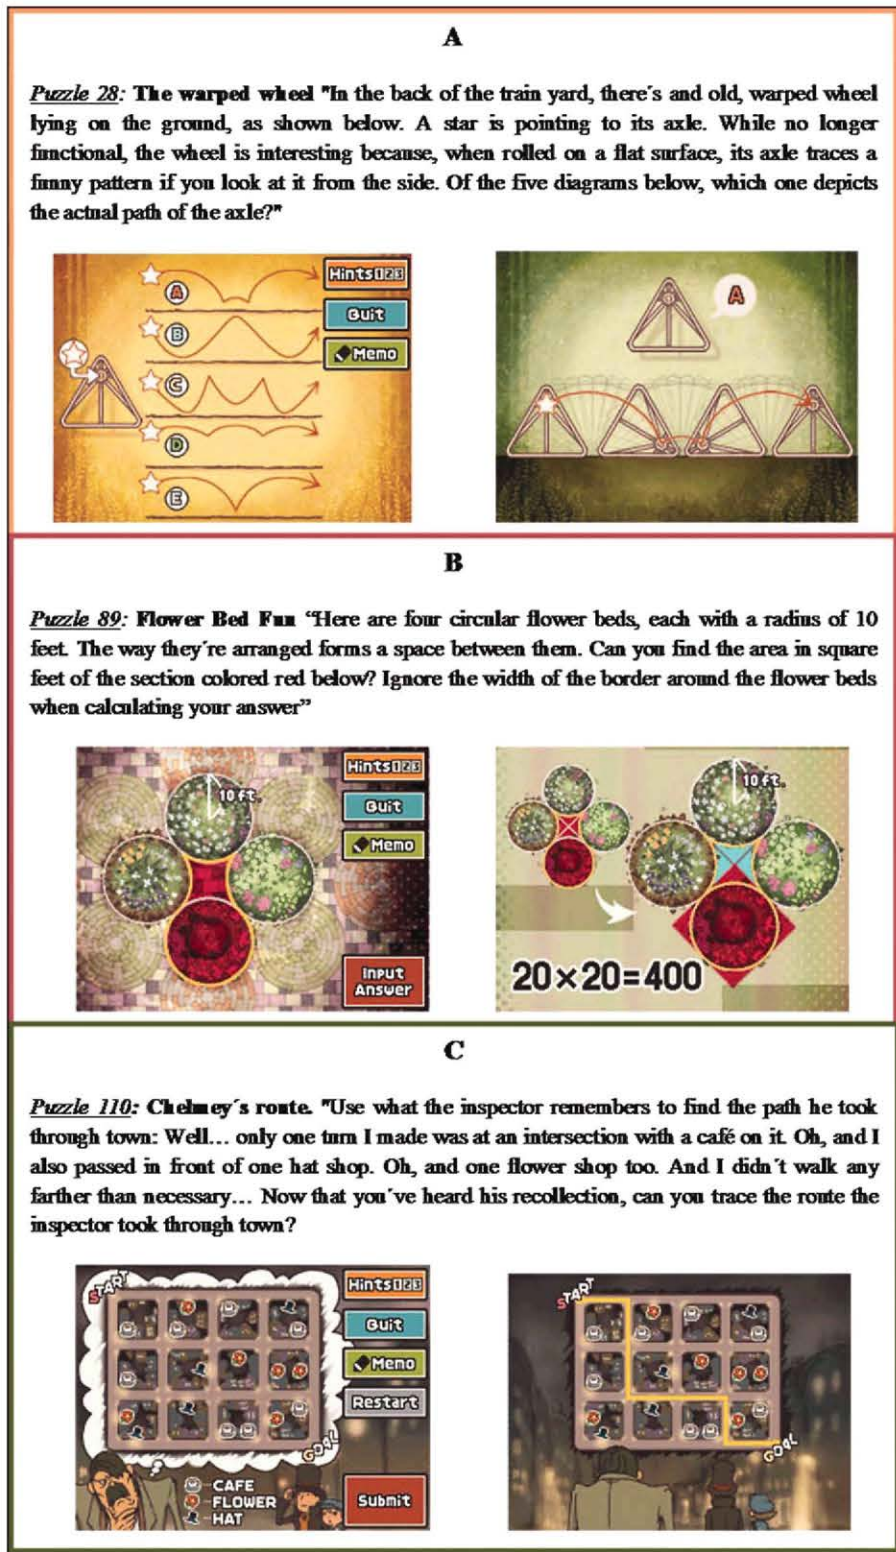 A
Puzzle 28: The warped wheel "In the back of the train yard, there´s and old, warped wheel
lying on the ground, as shown below. A star is pointing to its axle. While no longer
functional, the wheel is interesting because, when rolled on a flat surface, its axle traces a
funny pattern if you look at it from the side. Of the five diagrams below, which one depicts
the actual path of the axle?"
A
B
C
D
E
Hints 1 2 3
Quit
Memo
A
B
Puzzle 89: Flower Bed Fun “Here are four circular flower beds, each with a radius of 10
feet. The way they´re arranged forms a space between them. Can you find the area in square
feet of the section colored red below? Ignore the width of the border around the flower beds
when calculating your answer”
10 ft.
Hints 1 2 3
Quit
Memo
Input
Answer
10 ft.
20×20=400
C
Puzzle 110: Chelmey´s route. "Use what the inspector remembers to find the path he took
through town: Well… only one turn I made was at an intersection with a café on it. Oh, and I
also passed in front of one hat shop. Oh, and one flower shop too. And I didn´t walk any
farther than necessary… Now that you´ve heard his recollection, can you trace the route the
inspector took through town?
START
GOAL
Hints 1 2 3
Quit
Memo
Restart
Submit
CAFE
FLOWER
HAT
START
GOAL